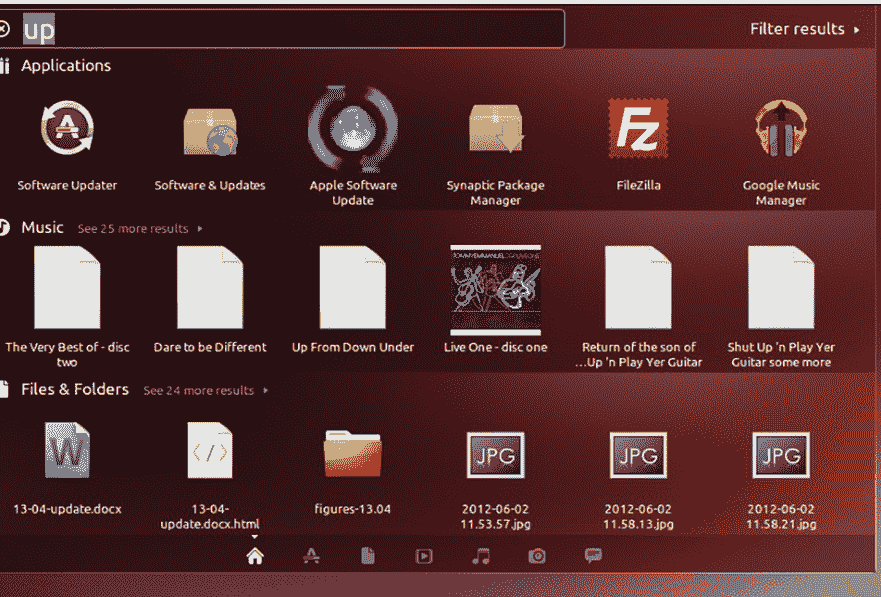 up
Filter results
Applications
Software Updater
Software & Updates
Apple Software
Update
Synaptic Package
Manager
FileZilla
Google Music
Manager
Music See 25 more results
TOMMYEMMANUEL
The Very Best of - disc
two
Dare to be Different
Up From Down Under
Live One - disc one
Return of the son of
...Up 'n Play Yer Guitar
Shut Up 'n Play Yer
Guitar some more
Files & Folders See 24 more results
W
</>
JPG
JPG
JPG
13-04-update.docx
13-04-
update.docx.html
figures-13.04
2012-06-02
11.53.57.jpg
2012-06-02
11.58.13.jpg
2012-06-02
11.58.21.jpg